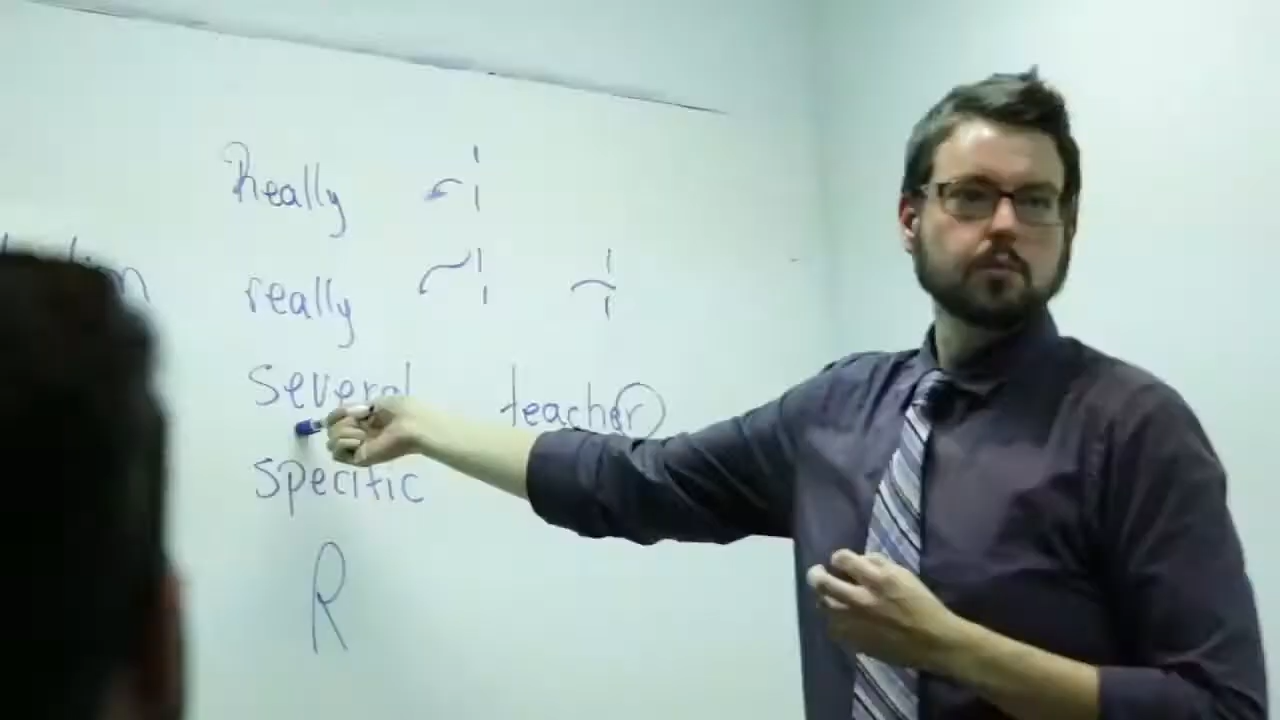 Really
really
several teacher
specific
R